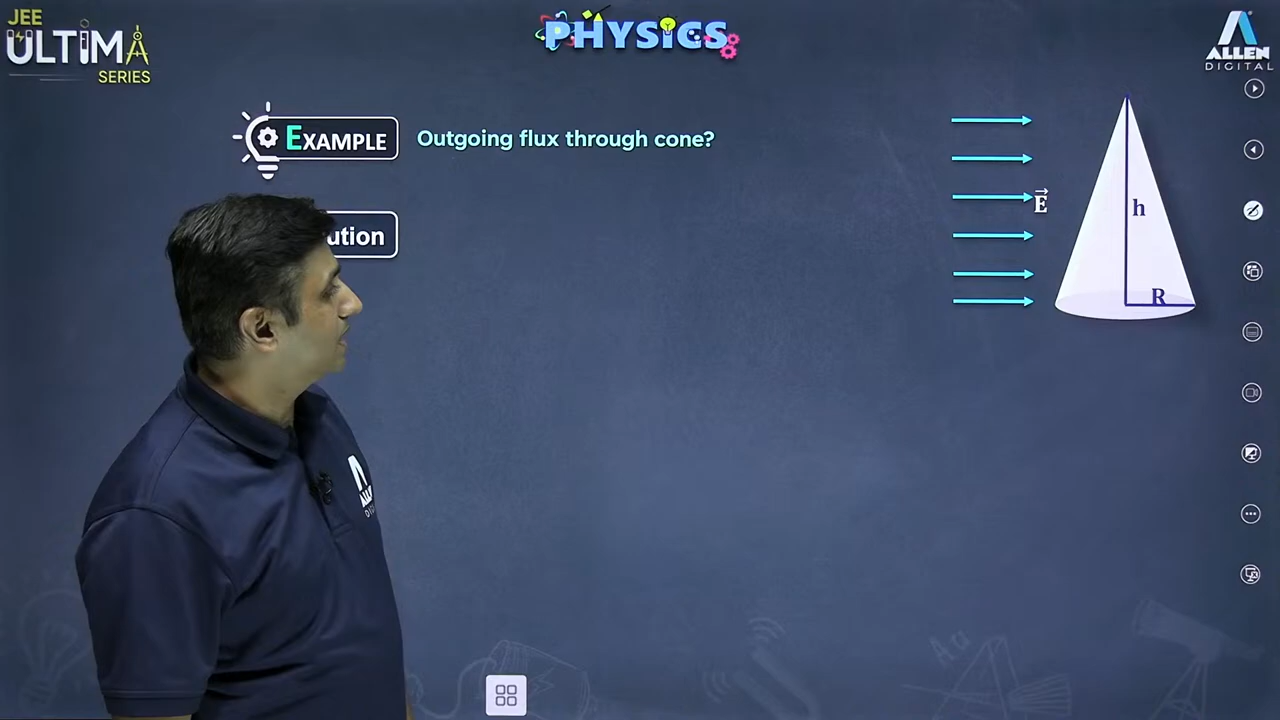 JEE
ULTIMA
SERIES
PHYSICS
ALLEN
DIGITAL
EXAMPLE
Outgoing flux through cone?
ution
E
h
R